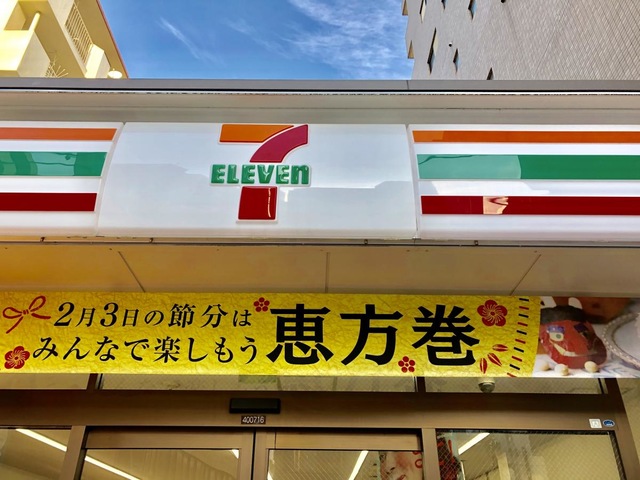 7
ELEVEn
2月3日の節分は
みんなで楽しもう
恵方巻
400716